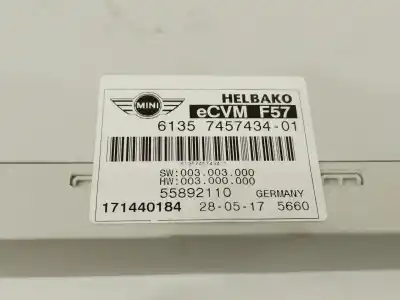 MINI
HELBAKO
eCVM F57
6135 7457434-01
SW:003.003.000
HW:003.000.000
55892110 GERMANY
171440184 28-05-17 5660